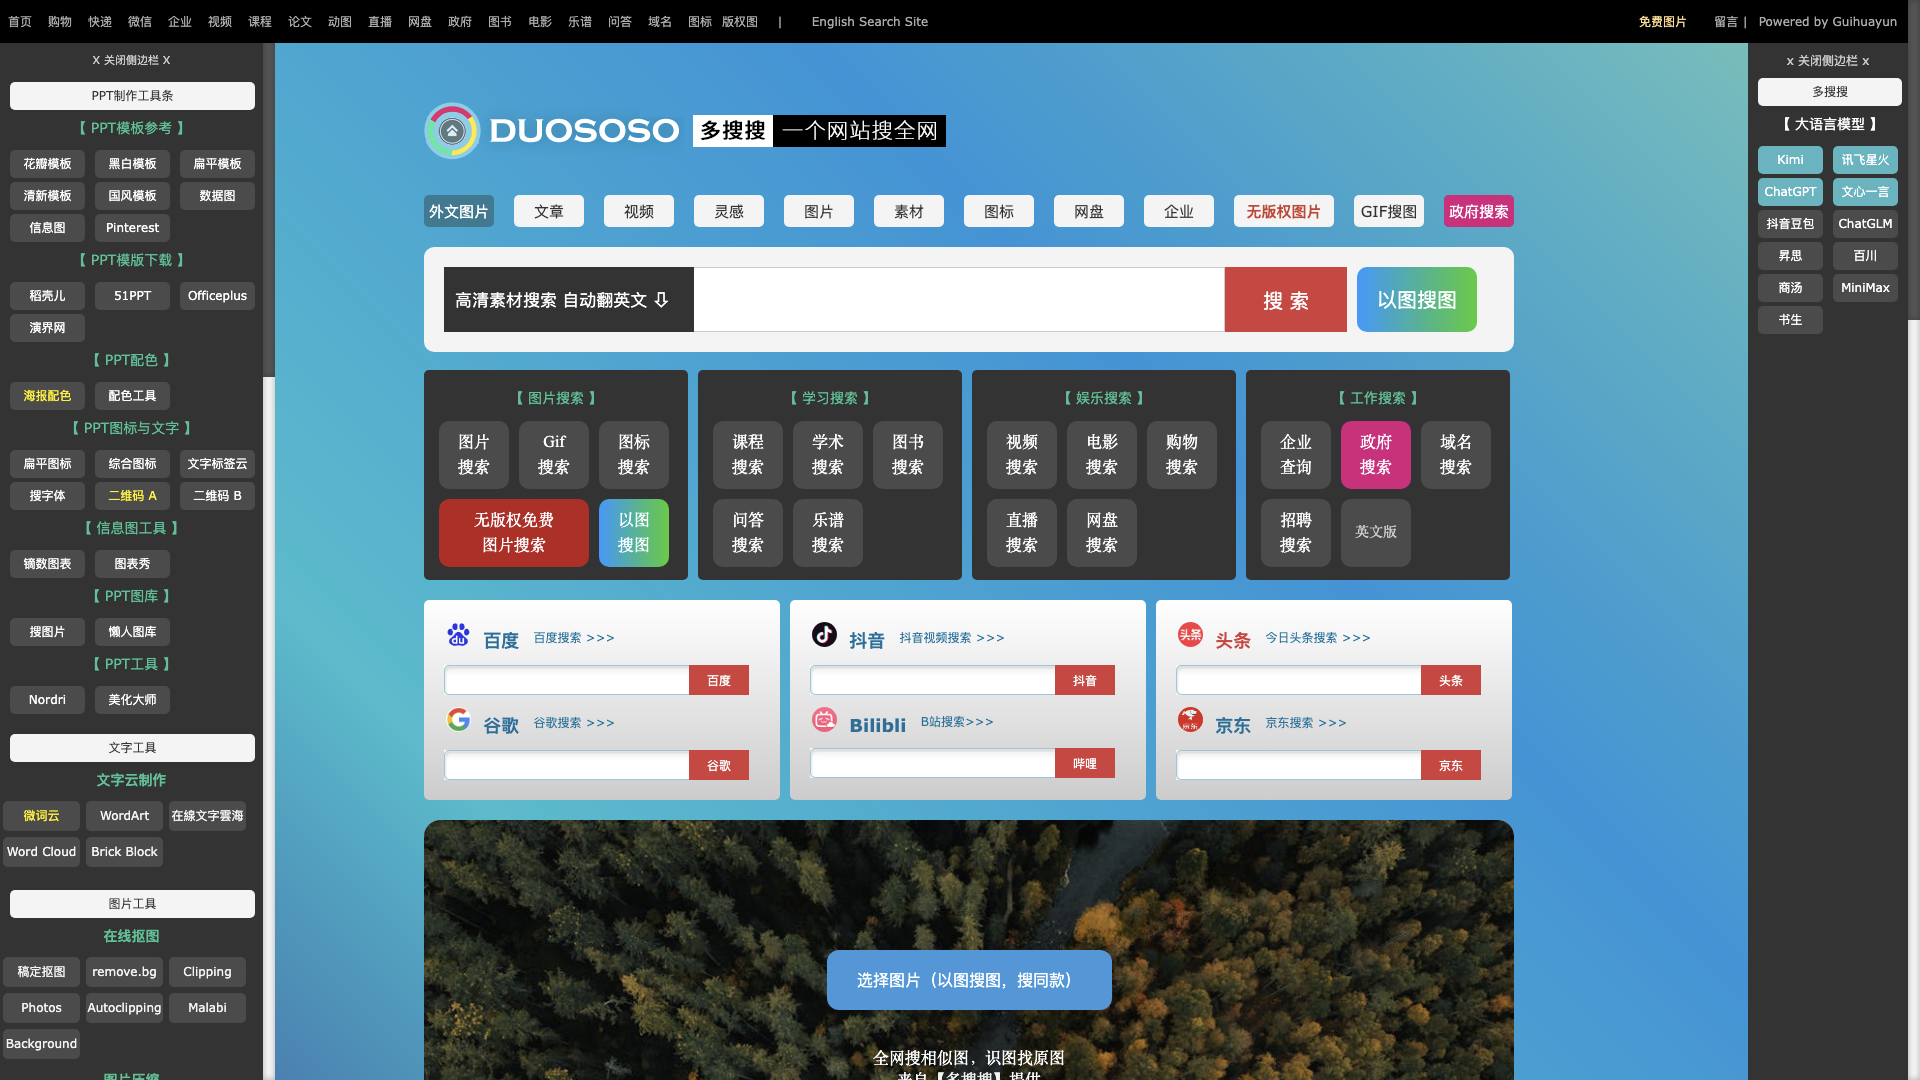 首页 购物 快递 微信 企业 视频 课程 论文 动图 直播 网盘 政府 图书 电影 乐谱 问答 域名 图标 版权图 | English Search Site 免费图片 留言 | Powered by Guihuayun
X 关闭侧边栏 X
PPT制作工具条
【 PPT模板参考 】
花瓣模板 黑白模板 扁平模板
清新模板 国风模板 数据图
信息图 Pinterest
【 PPT模版下载 】
稻壳儿 51PPT Officeplus
演界网
【 PPT配色 】
海报配色 配色工具
【 PPT图标与文字 】
扁平图标 综合图标 文字标签云
搜字体 二维码 A 二维码 B
【 信息图工具 】
镝数图表 图表秀
【 PPT图库 】
搜图片 懒人图库
【 PPT工具 】
Nordri 美化大师
文字工具
文字云制作
微词云 WordArt 在線文字雲海
Word Cloud Brick Block
图片工具
在线抠图
稿定抠图 remove.bg Clipping
Photos Autoclipping Malabi
Background
图片压缩
DUOSOSO 多搜搜 一个网站搜全网
外文图片 文章 视频 灵感 图片 素材 图标 网盘 企业 无版权图片 GIF搜图 政府搜索
高清素材搜索 自动翻英文 ⇩ 搜 索 以图搜图
【 图片搜索 】
图片搜索 Gif搜索 图标搜索
无版权免费图片搜索 以图搜图
【 学习搜索 】
课程搜索 学术搜索 图书搜索
问答搜索 乐谱搜索
【 娱乐搜索 】
视频搜索 电影搜索 购物搜索
直播搜索 网盘搜索
【 工作搜索 】
企业查询 政府搜索 域名搜索
招聘搜索 英文版
du 百度 百度搜索 >>>
百度
谷歌 谷歌搜索 >>>
谷歌
抖音 抖音视频搜索 >>>
抖音
Bilibli B站搜索>>>
哔哩
头条 头条 今日头条搜索 >>>
头条
京东 京东 京东搜索 >>>
京东
选择图片（以图搜图，搜同款）
全网搜相似图，识图找原图
来自【多搜搜】提供
x 关闭侧边栏 x
多搜搜
【 大语言模型 】
Kimi 讯飞星火
ChatGPT 文心一言
抖音豆包 ChatGLM
昇思 百川
商汤 MiniMax
书生